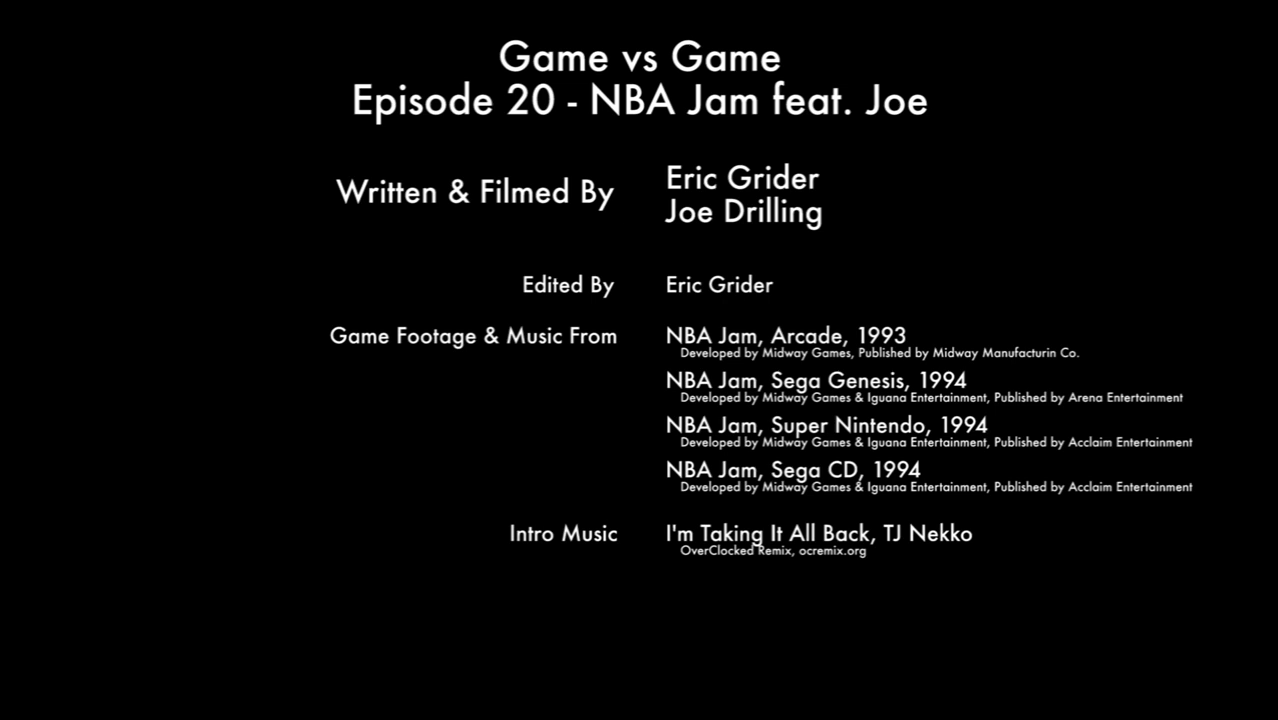 Game vs Game
Episode 20 - NBA Jam feat. Joe
Written & Filmed By
Eric Grider
Joe Drilling
Edited By
Eric Grider
Game Footage & Music From
NBA Jam, Arcade, 1993
Developed by Midway Games, Published by Midway Manufacturin Co.
NBA Jam, Sega Genesis, 1994
Developed by Midway Games & Iguana Entertainment, Published by Arena Entertainment
NBA Jam, Super Nintendo, 1994
Developed by Midway Games & Iguana Entertainment, Published by Acclaim Entertainment
NBA Jam, Sega CD, 1994
Developed by Midway Games & Iguana Entertainment, Published by Acclaim Entertainment
Intro Music
I'm Taking It All Back, TJ Nekko
OverClocked Remix, ocremix.org